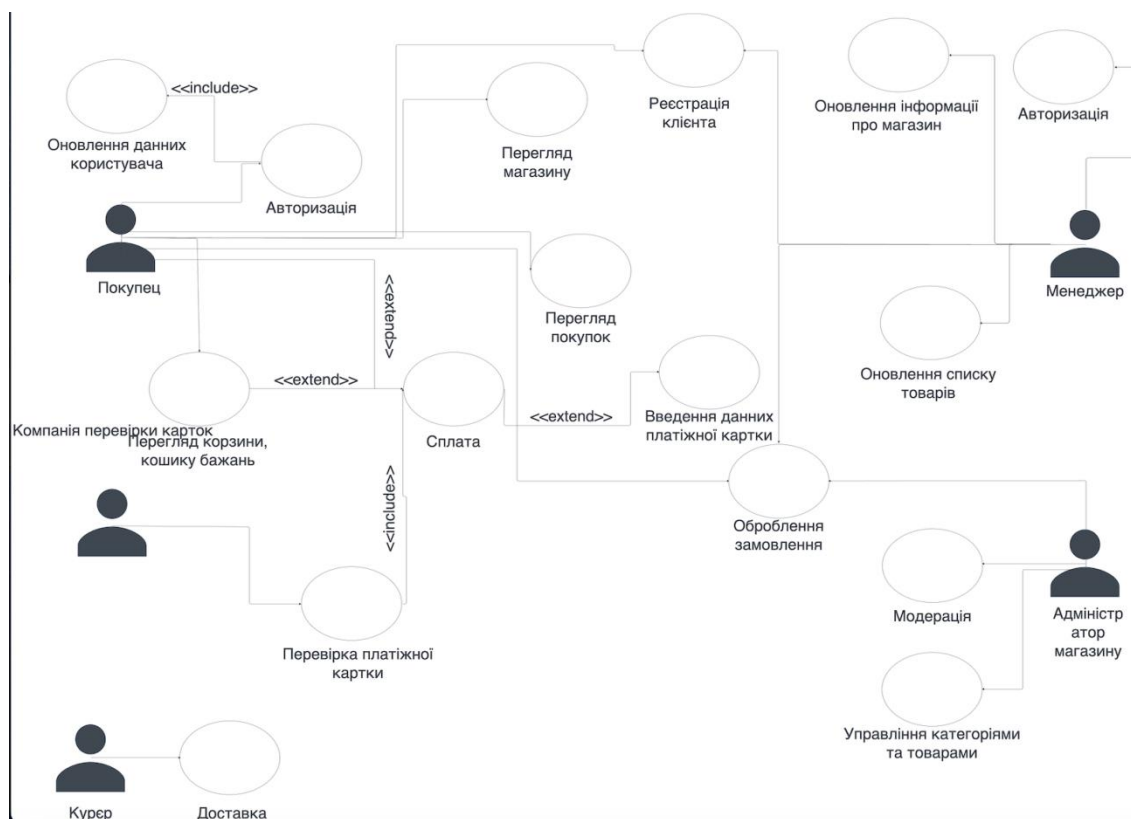 <<include>>
Оновлення данних
користувача
Авторизація
Перегляд
магазину
Реєстрація
клієнта
Оновлення інформації
про магазин
Авторизація
Покупец
<<extend>>
Перегляд
покупок
Менеджер
Оновлення списку
товарів
<<extend>>
Сплата
<<extend>>
Введення данних
платіжної картки
Компанія перевірки карток
Перегляд корзини,
кошику бажань
<<include>>
Оброблення
замовлення
Модерація
Адміністр
атор
магазину
Перевірка платіжної
картки
Управління категоріями
та товарами
Курєр
Доставка